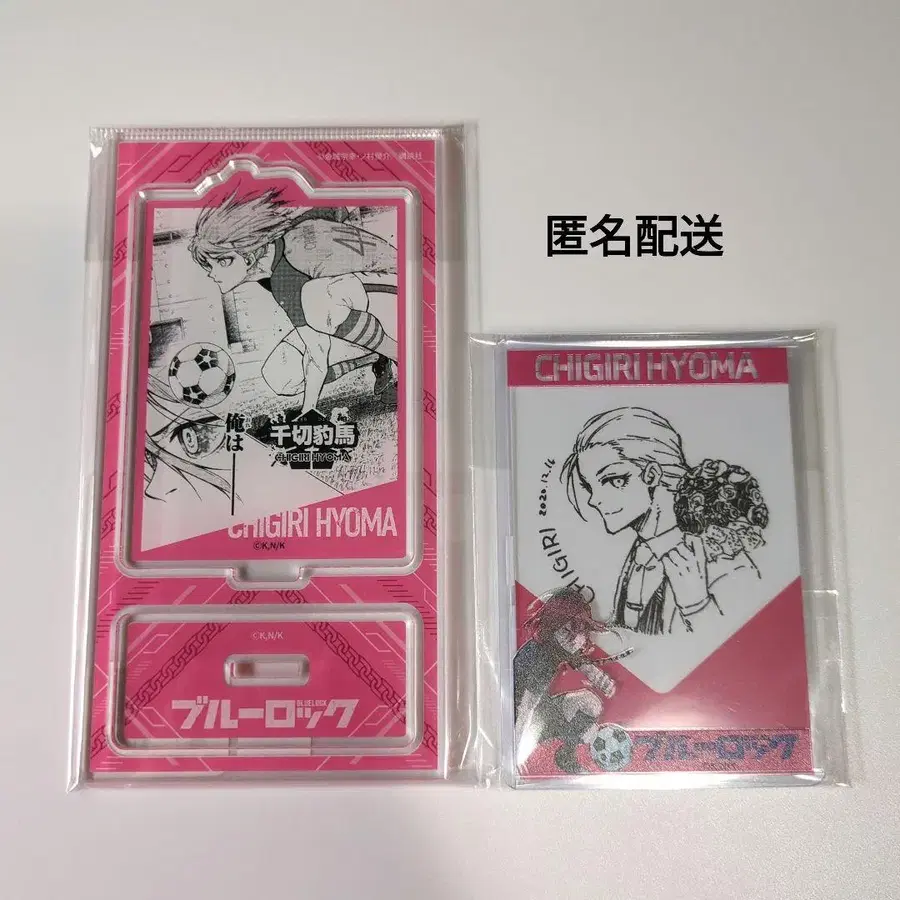 ©金城宗幸・ノ村優介/講談社
44
俺は
千切豹馬
CHIGIRI HYOMA
CHIGIRI HYOMA
©K,N/K
©K,N/K
BLUELOCK
ブルーロック
匿名配送
CHIGIRI HYOMA
CHIGIRI 2020.12.16
ブルーロック